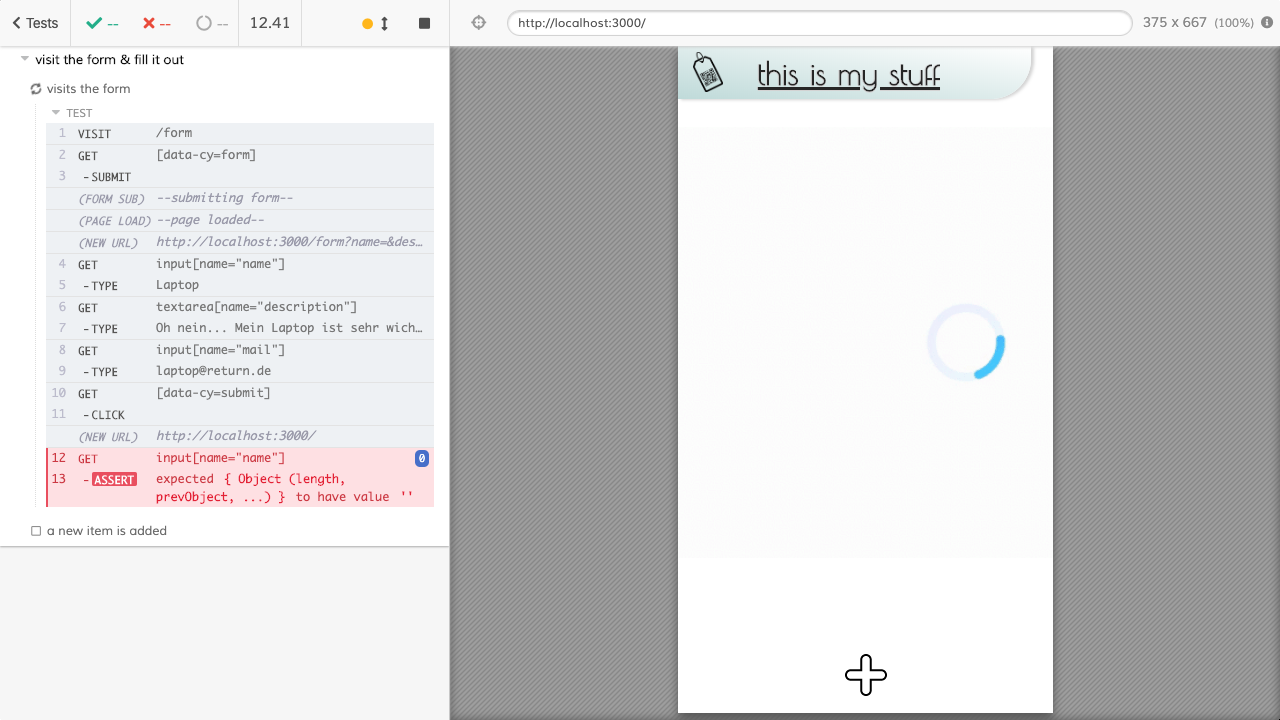 Tests -- -- -- 12.41
http://localhost:3000/ 375 x 667 (100%)
visit the form & fill it out
visits the form
TEST
1 VISIT /form
2 GET [data-cy=form]
3 -SUBMIT
(FORM SUB) --submitting form--
(PAGE LOAD) --page loaded--
(NEW URL) http://localhost:3000/form?name=&des…
4 GET input[name="name"]
5 -TYPE Laptop
6 GET textarea[name="description"]
7 -TYPE Oh nein... Mein Laptop ist sehr wich…
8 GET input[name="mail"]
9 -TYPE laptop@return.de
10 GET [data-cy=submit]
11 -CLICK
(NEW URL) http://localhost:3000/
12 GET input[name="name"] 0
13 -ASSERT expected { Object (length,
prevObject, ...) } to have value ''
a new item is added
this is my stuff